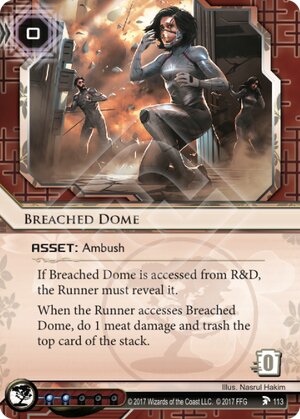 0
BREACHED DOME
ASSET: Ambush
If Breached Dome is accessed from R&D,
the Runner must reveal it.
When the Runner accesses Breached
Dome, do 1 meat damage and trash the
top card of the stack.
0
Illus. Nasrul Hakim
© 2017 Wizards of the Coast LLC. © 2017 FFG
113